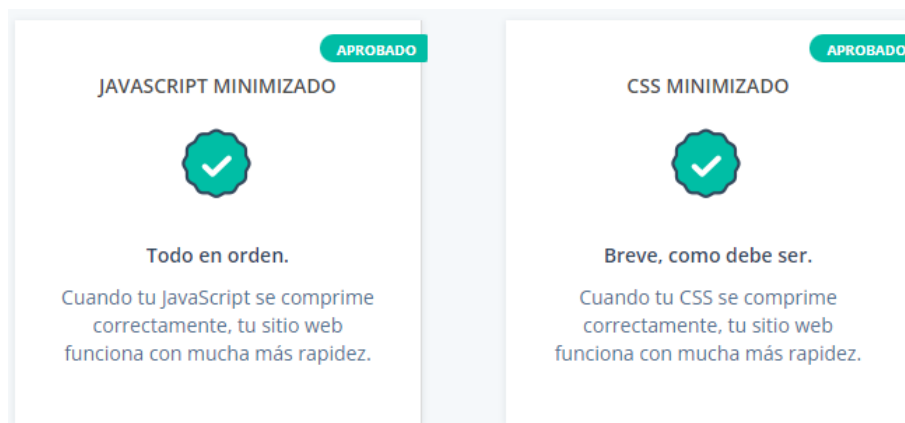 APROBADO
JAVASCRIPT MINIMIZADO
Todo en orden.
Cuando tu JavaScript se comprime
correctamente, tu sitio web
funciona con mucha más rapidez.
APROBADO
CSS MINIMIZADO
Breve, como debe ser.
Cuando tu CSS se comprime
correctamente, tu sitio web
funciona con mucha más rapidez.